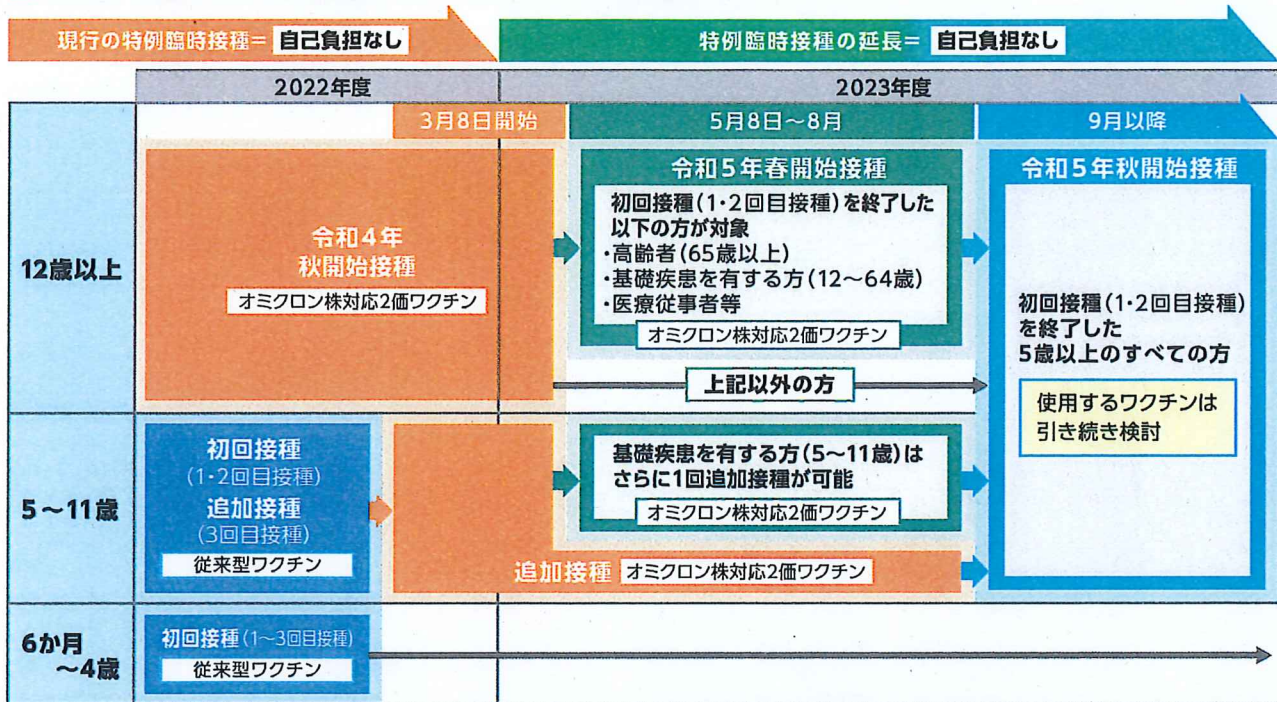 現行の特例臨時接種= 自己負担なし
特例臨時接種の延長= 自己負担なし
2022年度
2023年度
3月8日開始
5月8日~8月
9月以降
12歳以上
令和4年
秋開始接種
オミクロン株対応2価ワクチン
令和5年春開始接種
初回接種(1・2回目接種)を終了した
以下の方が対象
・高齢者(65歳以上)
・基礎疾患を有する方(12~64歳)
・医療従事者等
オミクロン株対応2価ワクチン
上記以外の方
令和5年秋開始接種
初回接種(1・2回目接種)
を終了した
5歳以上のすべての方
使用するワクチンは
引き続き検討
5~11歳
初回接種
(1・2回目接種)
追加接種
(3回目接種)
従来型ワクチン
基礎疾患を有する方(5~11歳)は
さらに1回追加接種が可能
オミクロン株対応2価ワクチン
追加接種 オミクロン株対応2価ワクチン
6か月
~4歳
初回接種(1~3回目接種)
従来型ワクチン